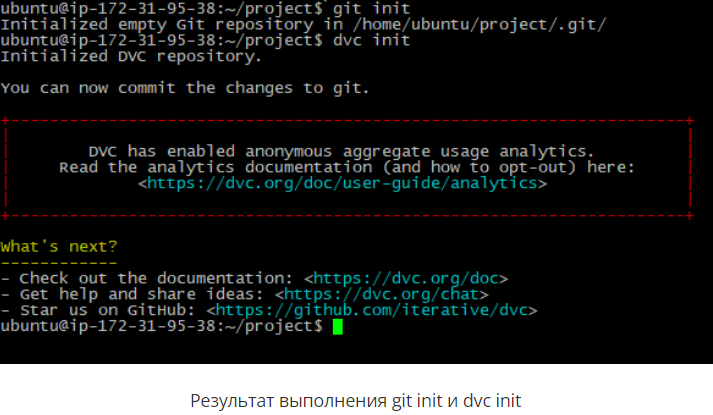 ubuntu@ip-172-31-95-38:~/project$ git init
Initialized empty Git repository in /home/ubuntu/project/.git/
ubuntu@ip-172-31-95-38:~/project$ dvc init
Initialized DVC repository.
You can now commit the changes to git.
+---------------------------------------------------------------------+
DVC has enabled anonymous aggregate usage analytics.
Read the analytics documentation (and how to opt-out) here:
<https://dvc.org/doc/user-guide/analytics>
+---------------------------------------------------------------------+
What's next?
------------
- Check out the documentation: <https://dvc.org/doc>
- Get help and share ideas: <https://dvc.org/chat>
- Star us on GitHub: <https://github.com/iterative/dvc>
ubuntu@ip-172-31-95-38:~/project$
Результат выполнения git init и dvc init